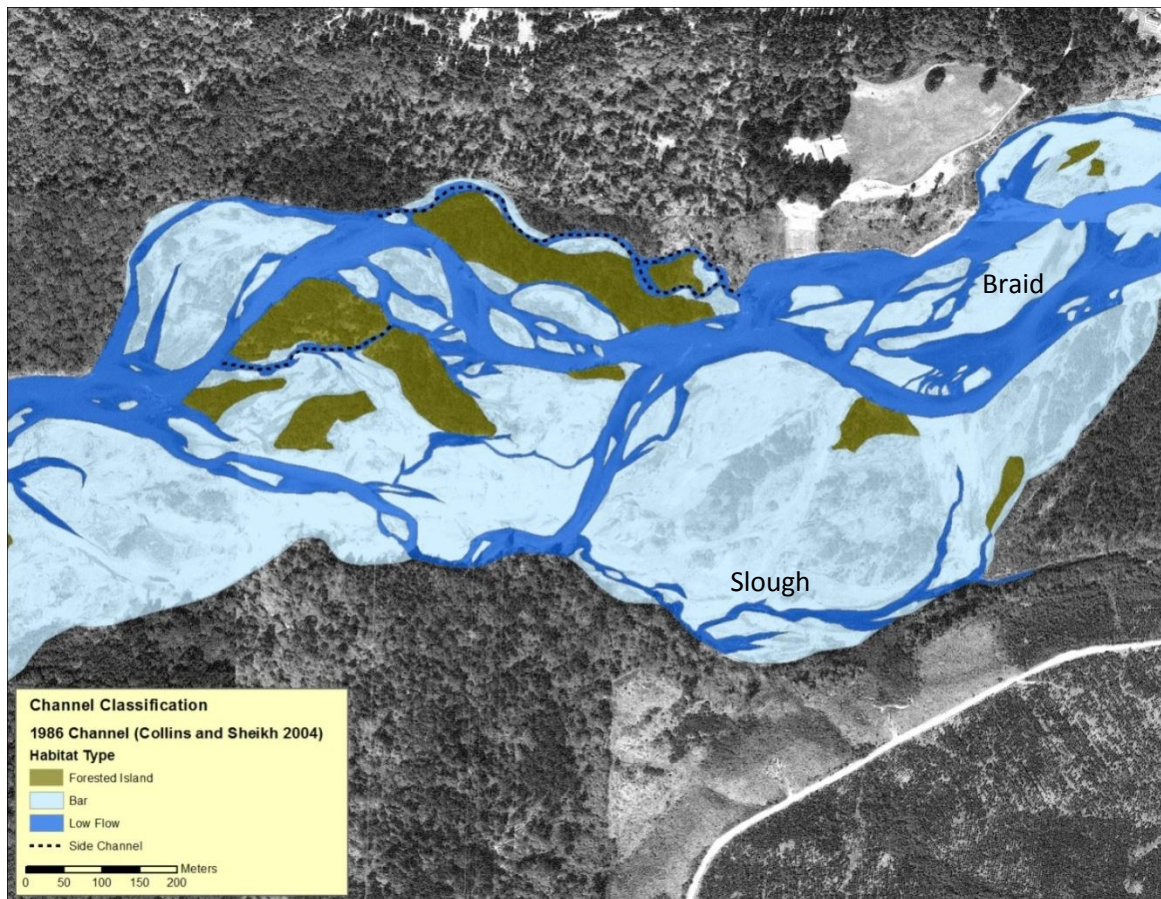 Braid
Slough
Channel Classification
1986 Channel (Collins and Sheikh 2004)
Habitat Type
Forested Island
Bar
Low Flow
Side Channel
Meters
0 50 100 150 200